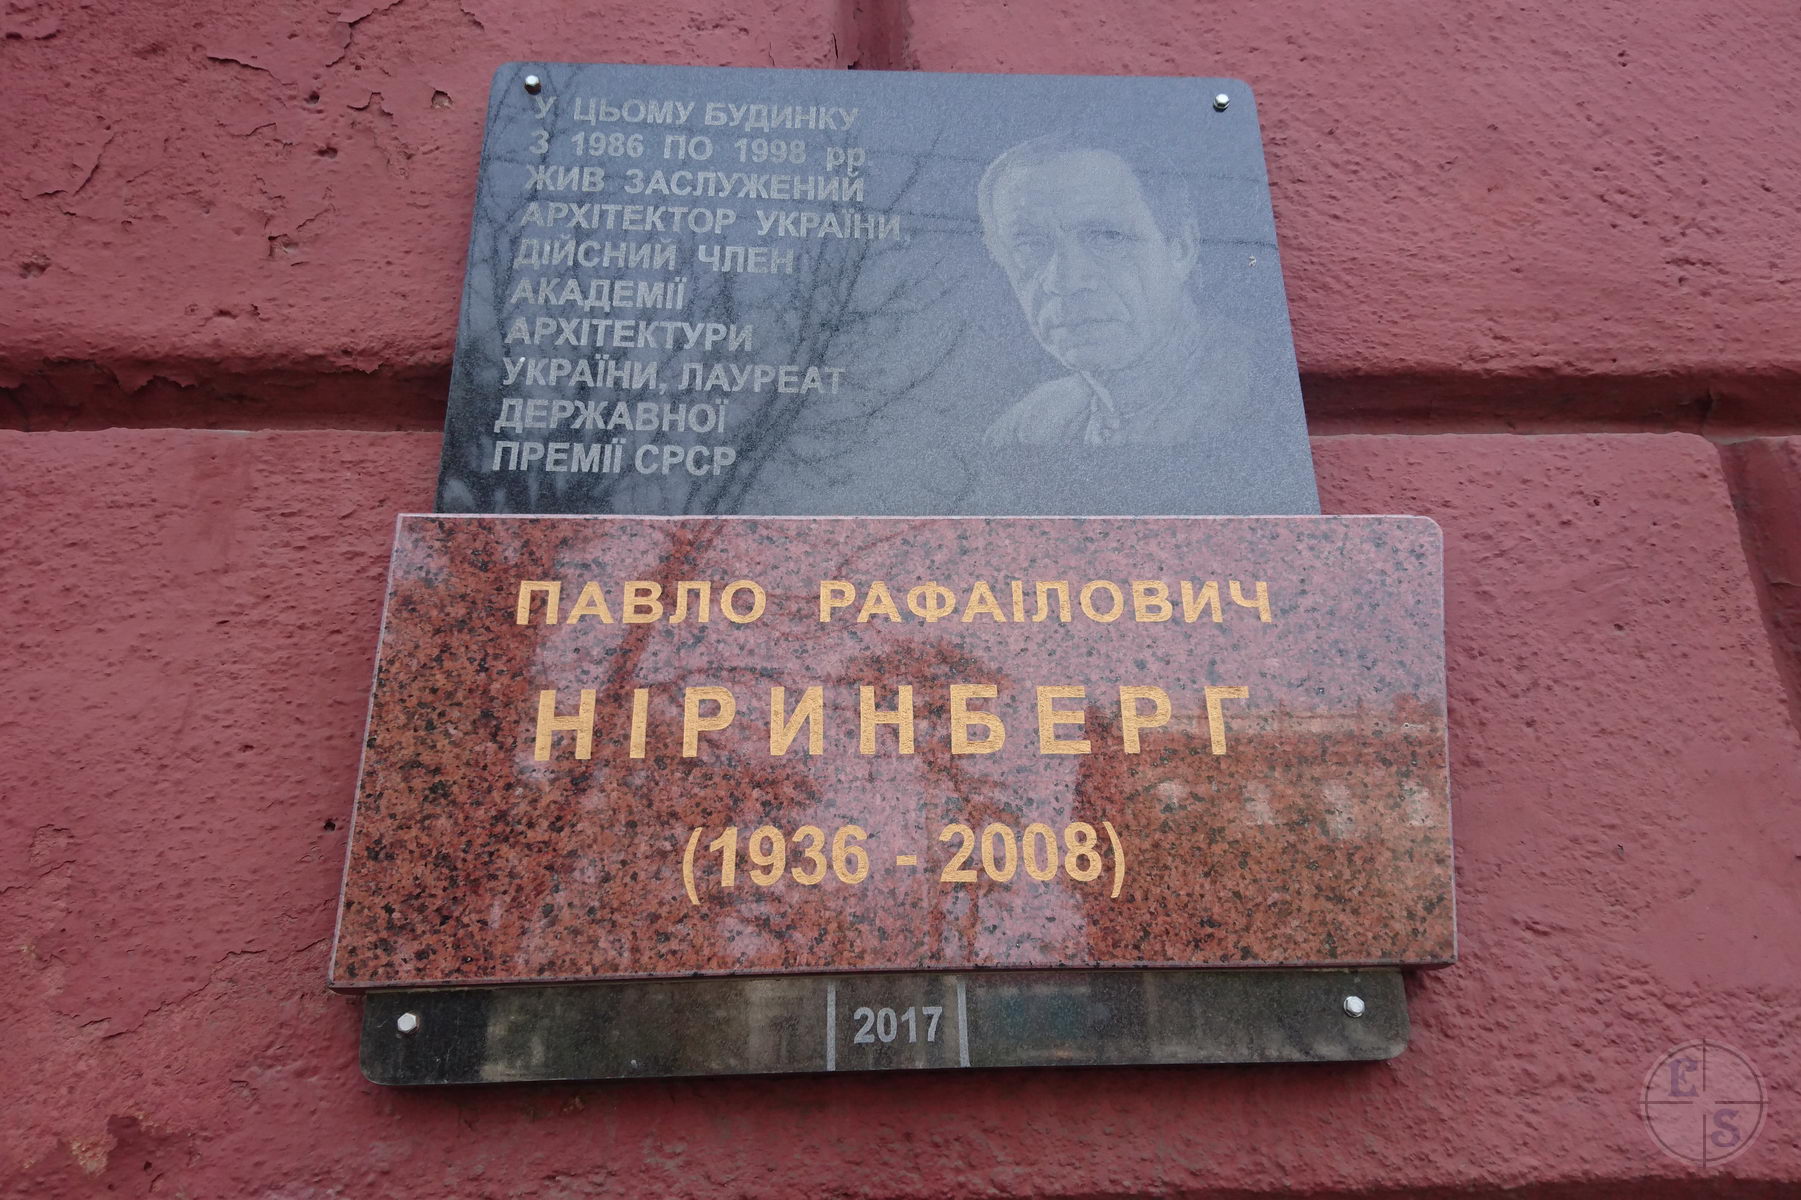 У ЦЬОМУ БУДИНКУ
З 1986 ПО 1998 рр.
ЖИВ ЗАСЛУЖЕНИЙ
АРХІТЕКТОР УКРАЇНИ,
ДІЙСНИЙ ЧЛЕН
АКАДЕМІЇ
АРХІТЕКТУРИ
УКРАЇНИ, ЛАУРЕАТ
ДЕРЖАВНОЇ
ПРЕМІЇ СРСР
ПАВЛО РАФАІЛОВИЧ
НІРИНБЕРГ
(1936 - 2008)
2017
E
S